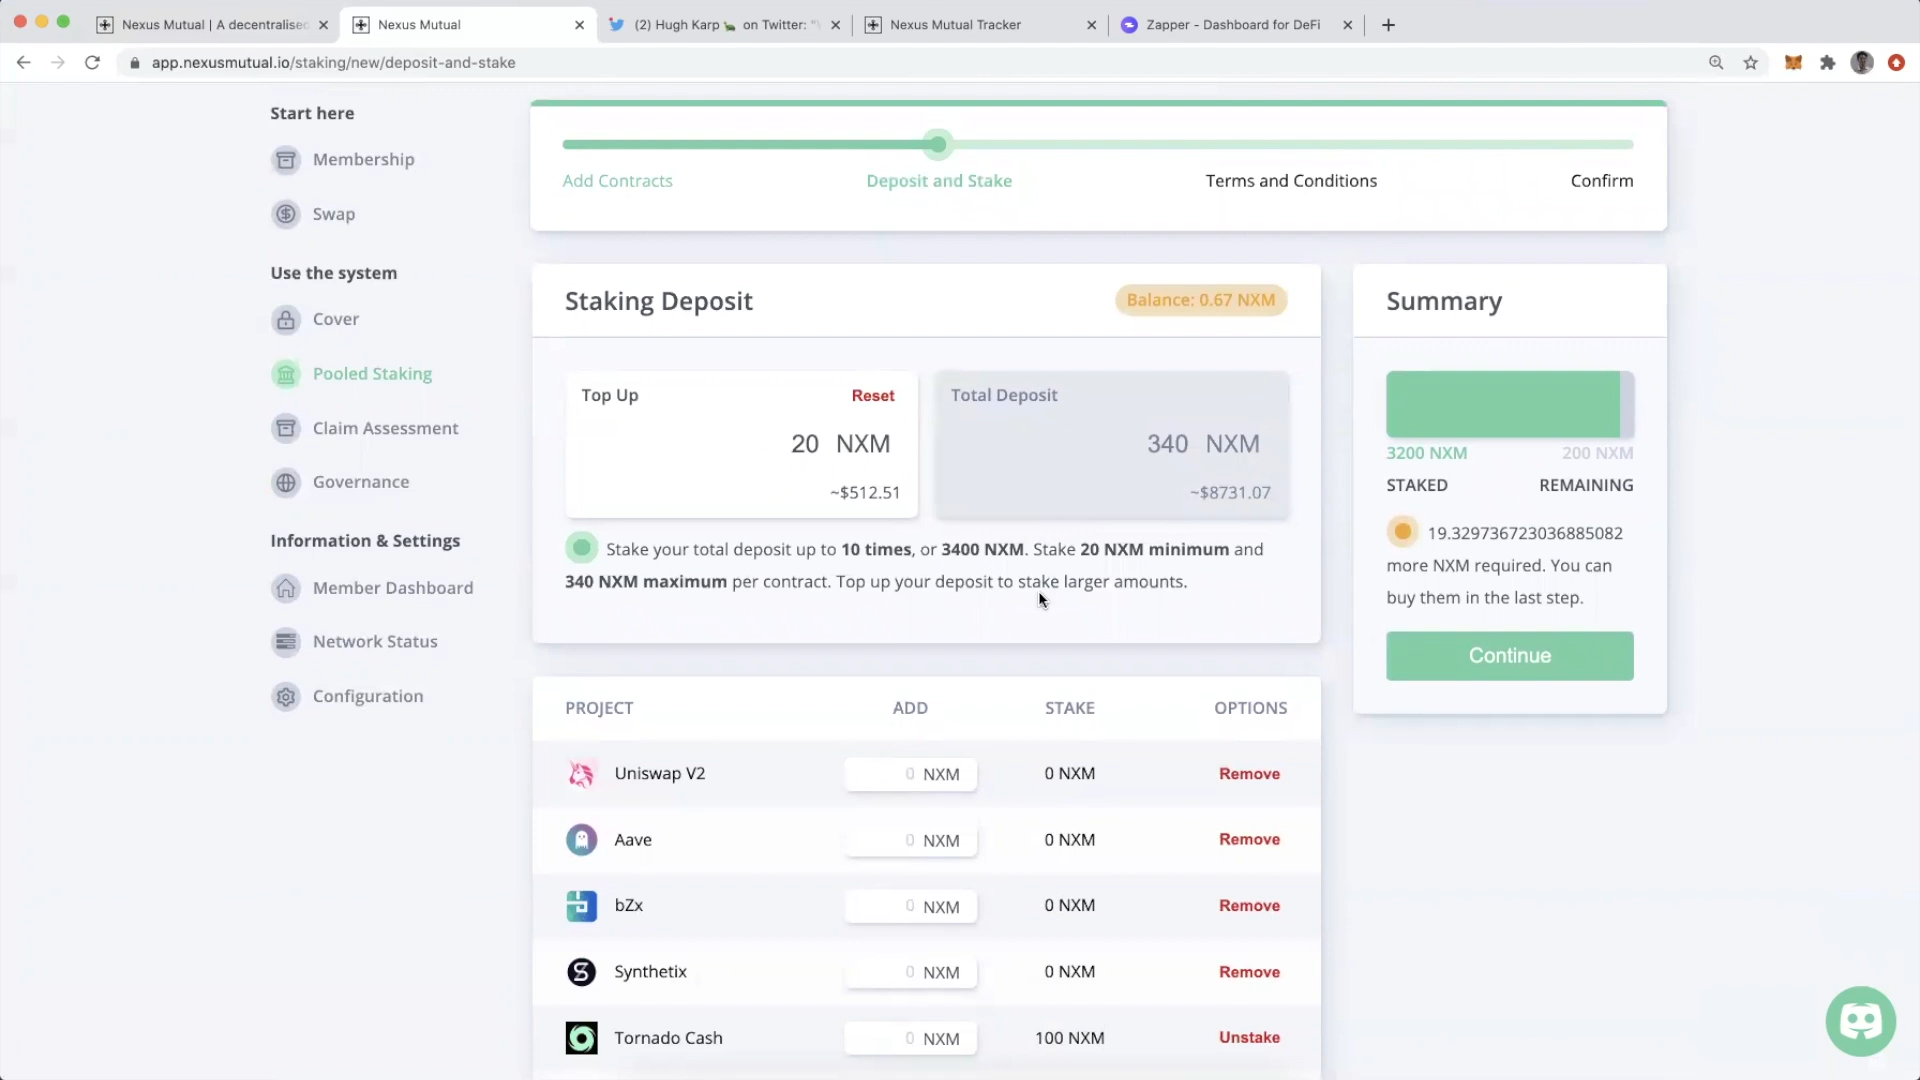 Nexus Mutual | A decentralised
Nexus Mutual
(2) Hugh Karp 🐢 on Twitter: "
Nexus Mutual Tracker
Zapper - Dashboard for DeFi
app.nexusmutual.io/staking/new/deposit-and-stake
Start here
Membership
Swap
Use the system
Cover
Pooled Staking
Claim Assessment
Governance
Information & Settings
Member Dashboard
Network Status
Configuration
Add Contracts
Deposit and Stake
Terms and Conditions
Confirm
Staking Deposit
Balance: 0.67 NXM
Top Up
Reset
20 NXM
~$512.51
Total Deposit
340 NXM
~$8731.07
Stake your total deposit up to 10 times, or 3400 NXM. Stake 20 NXM minimum and
340 NXM maximum per contract. Top up your deposit to stake larger amounts.
Summary
3200 NXM
200 NXM
STAKED
REMAINING
19.329736723036885082
more NXM required. You can
buy them in the last step.
Continue
PROJECT ADD STAKE OPTIONS
Uniswap V2 0 NXM 0 NXM Remove
Aave 0 NXM 0 NXM Remove
bZx 0 NXM 0 NXM Remove
Synthetix 0 NXM 0 NXM Remove
Tornado Cash 0 NXM 100 NXM Unstake